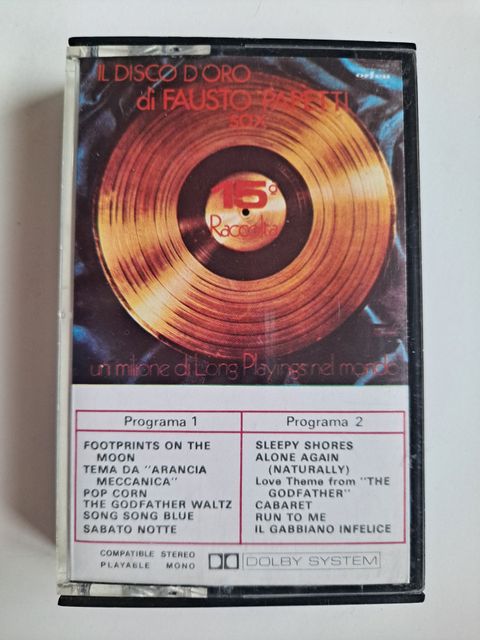 IL DISCO D'ORO
orfeu
di FAUSTO PAPETTI
SAX
15ª
Raccolta
un milione di Long Playings nel mondo
Programa 1
FOOTPRINTS ON THE
MOON
TEMA DA "ARANCIA
MECCANICA"
POP CORN
THE GODFATHER WALTZ
SONG SONG BLUE
SABATO NOTTE
Programa 2
SLEEPY SHORES
ALONE AGAIN
(NATURALLY)
Love Theme from "THE
GODFATHER"
CABARET
RUN TO ME
IL GABBIANO INFELICE
COMPATIBLE STEREO
PLAYABLE MONO
DOLBY SYSTEM